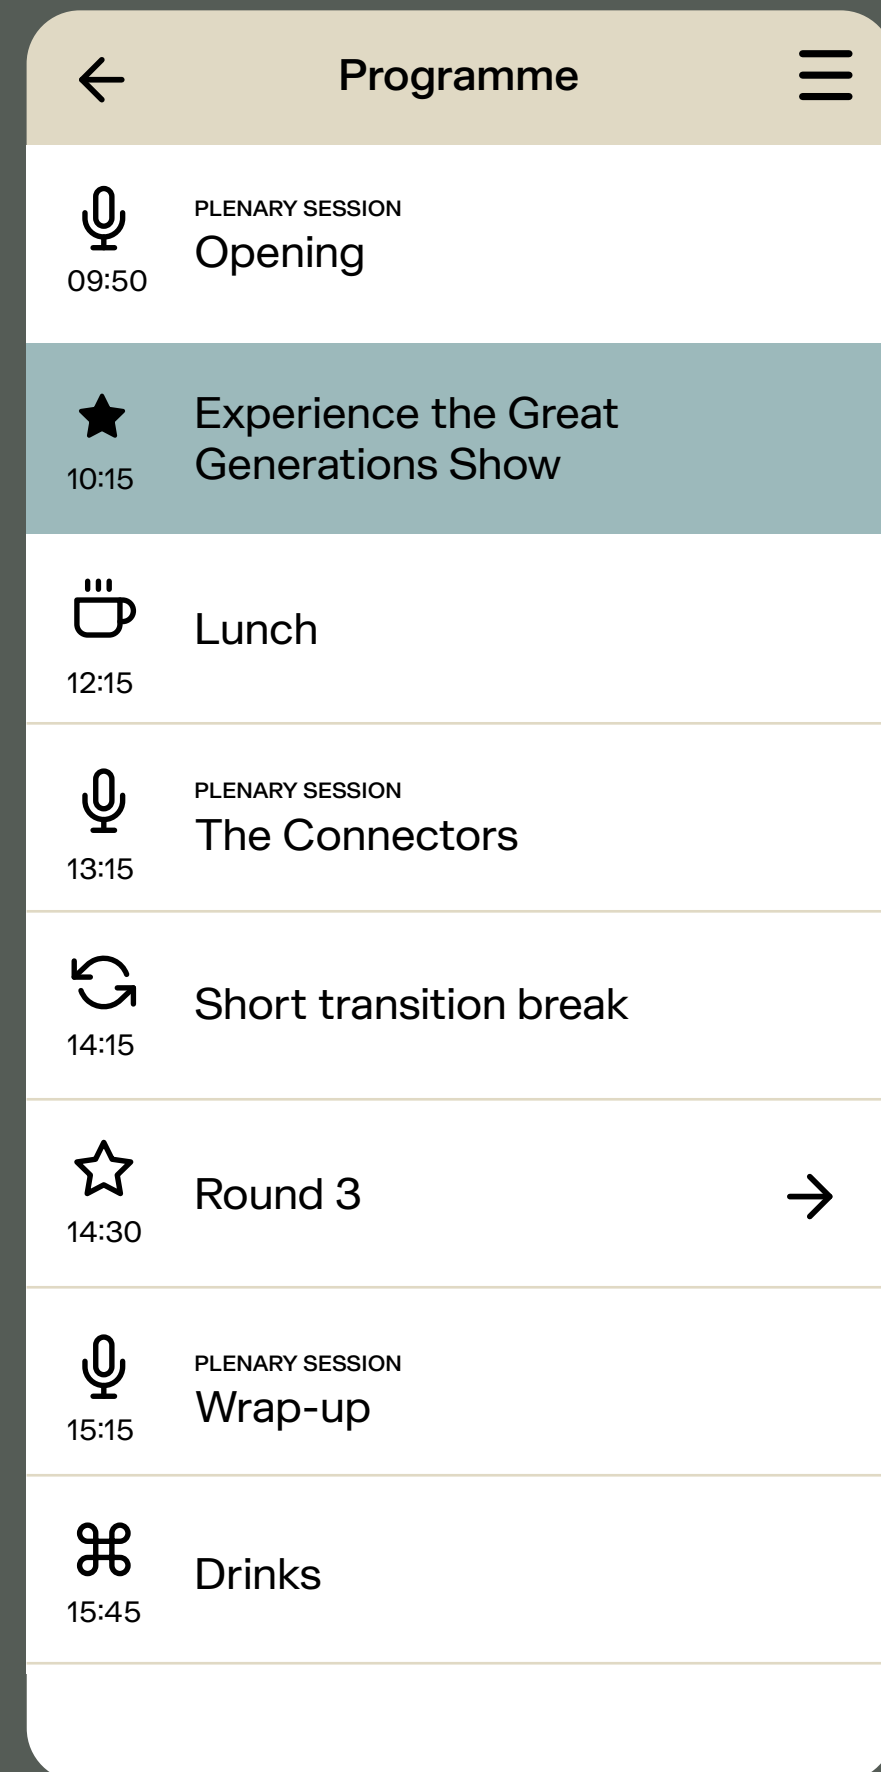 Programme
PLENARY SESSION
Opening
09:50
Experience the Great
Generations Show
10:15
Lunch
12:15
PLENARY SESSION
The Connectors
13:15
Short transition break
14:15
Round 3
14:30
PLENARY SESSION
Wrap-up
15:15
Drinks
15:45